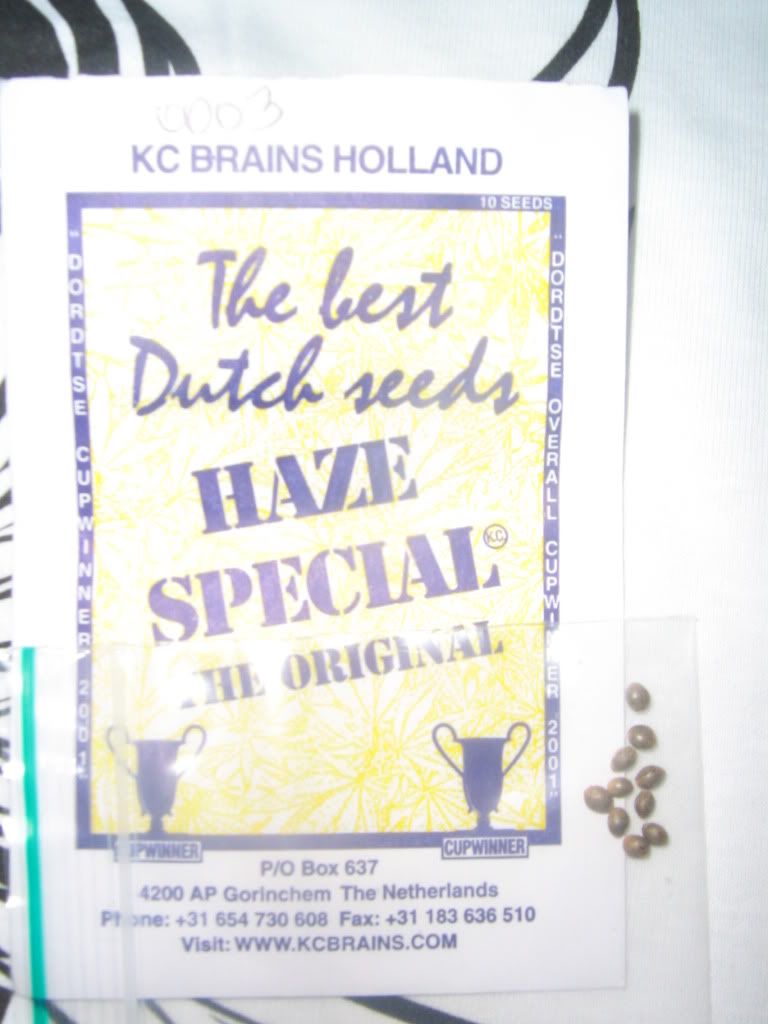 KC BRAINS HOLLAND
10 SEEDS
"DORDTSE CUPWINNER 2001"
The best
Dutch seeds
HAZE
SPECIAL K.C.
THE ORIGINAL
"DORDTSE OVERALL CUPWINNER 2001"
CUPWINNER
CUPWINNER
P/O Box 637
4200 AP Gorinchem The Netherlands
Phone: +31 654 730 608 Fax: +31 183 636 510
Visit: WWW.KCBRAINS.COM